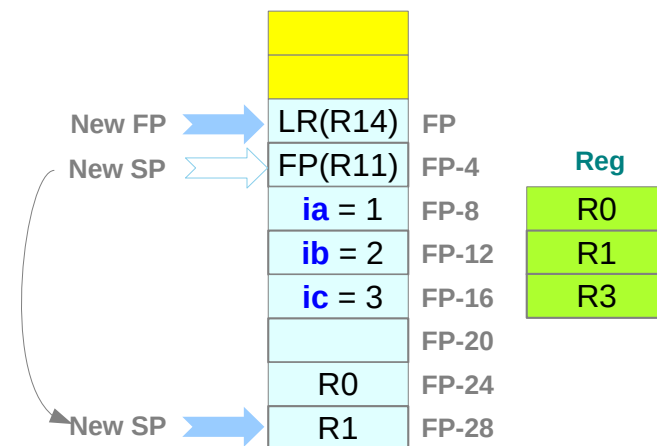 New FP LR(R14) FP
New SP FP(R11) FP-4 Reg
ia = 1 FP-8 R0
ib = 2 FP-12 R1
ic = 3 FP-16 R3
FP-20
R0 FP-24
New SP R1 FP-28